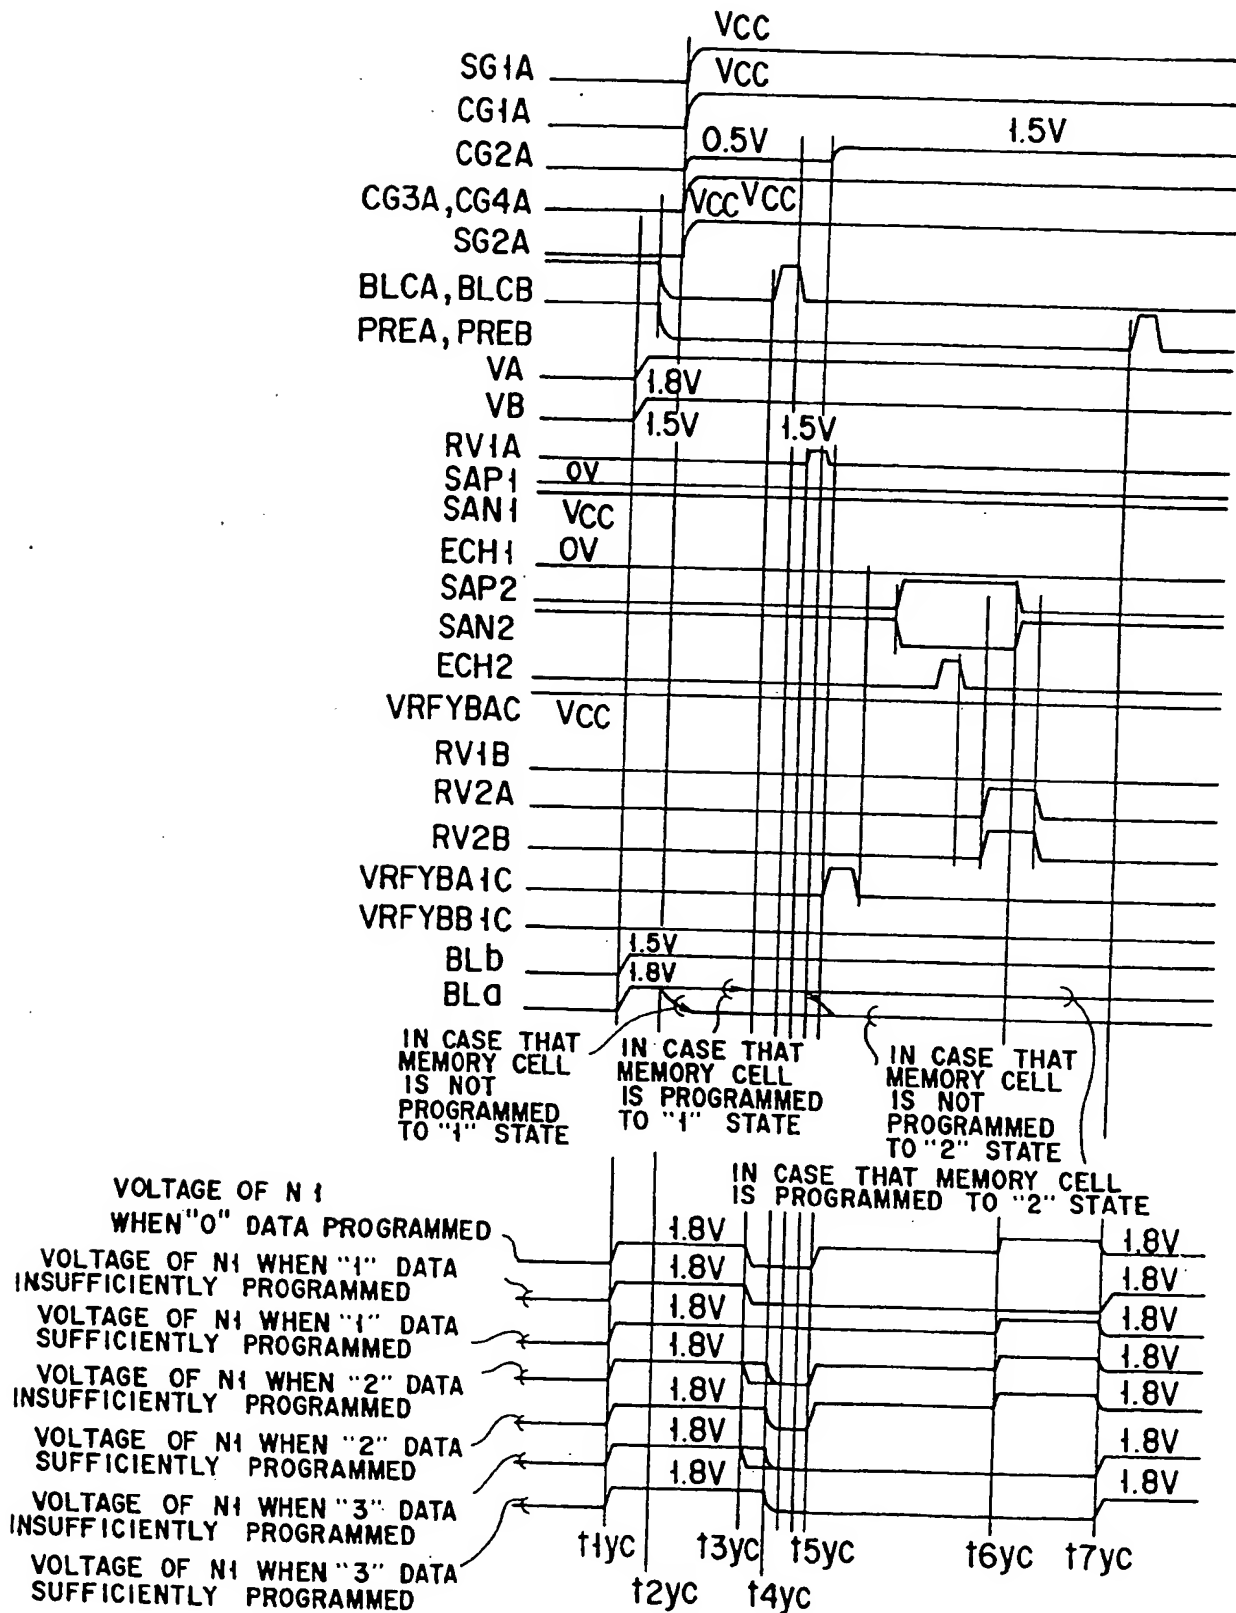 VCC
SG1A
VCC
CG1A
0.5V
1.5V
CG2A
CG3A, CG4A
VCC VCC
SG2A
BLCA, BLCB
PREA, PREB
VA
1.8V
VB
1.5V
1.5V
RV1A
SAP1
0V
SAN1
VCC
ECH1
0V
SAP2
SAN2
ECH2
VRFYBAC
VCC
RV1B
RV2A
RV2B
VRFYBA1C
VRFYBB1C
BLb
1.5V
BLa
1.8V
IN CASE THAT
MEMORY CELL
IS NOT
PROGRAMMED
TO "1" STATE
IN CASE THAT
MEMORY CELL
IS PROGRAMMED
TO "1" STATE
IN CASE THAT
MEMORY CELL
IS NOT
PROGRAMMED
TO "2" STATE
IN CASE THAT MEMORY CELL
IS PROGRAMMED TO "2" STATE
VOLTAGE OF N1
WHEN "0" DATA PROGRAMMED
1.8V
1.8V
VOLTAGE OF N1 WHEN "1" DATA
INSUFFICIENTLY PROGRAMMED
1.8V
1.8V
VOLTAGE OF N1 WHEN "1" DATA
SUFFICIENTLY PROGRAMMED
1.8V
1.8V
VOLTAGE OF N1 WHEN "2" DATA
INSUFFICIENTLY PROGRAMMED
1.8V
1.8V
VOLTAGE OF N1 WHEN "2" DATA
SUFFICIENTLY PROGRAMMED
1.8V
1.8V
VOLTAGE OF N1 WHEN "3" DATA
INSUFFICIENTLY PROGRAMMED
1.8V
1.8V
VOLTAGE OF N1 WHEN "3" DATA
SUFFICIENTLY PROGRAMMED
1.8V
1.8V
t1yc
t3yc
t5yc
t6yc
t7yc
t2yc
t4yc